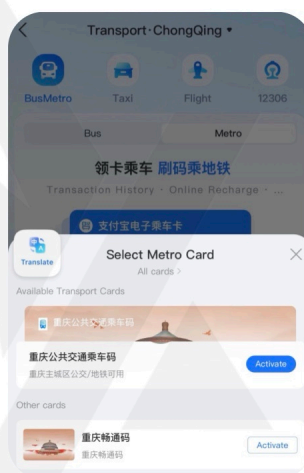 Transport·ChongQing ▾
BusMetro Taxi Flight 12306
Bus Metro
领卡乘车 刷码乘地铁
Transaction History · Online Recharge · ...
支付宝电子乘车卡
Translate
Select Metro Card
All cards >
Available Transport Cards
重庆公共交通乘车码
重庆公共交通乘车码
重庆主城区公交/地铁可用
Activate
Other cards
重庆畅通码
重庆畅通码
Activate